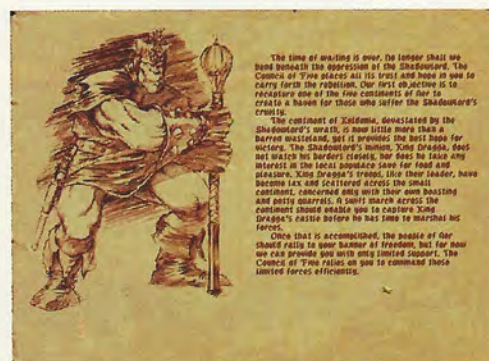 The time of waiting is over, no longer shall we
bend beneath the oppression of the Shadowlord. The
Council of Five places all its trust and hope in you to
carry forth the rebellion. Our first objective is to
recapture one of the five continents of Aer to
create a haven for those who suffer the Shadowlord's
cruelty.
The continent of Xeldomia, devastated by the
Shadowlord's wrath, is now little more than a
barren wasteland, yet it provides the best hope for
victory. The Shadowlord's minion, King Dragga, does
not watch his borders closely, nor does he take any
interest in the local populace save for food and
pleasure. King Dragga's troops, like their leader, have
become lax and scattered across the small
continent, concerned only with their own boasting
and petty quarrels. A swift march across the
continent should enable you to capture King
Dragga's castle before he has time to marshal his
forces.
Once that is accomplished, the people of Aer
should rally to your banner of freedom, but for now
we can provide you with only limited support. The
Council of Five relies on you to command those
limited forces efficiently.